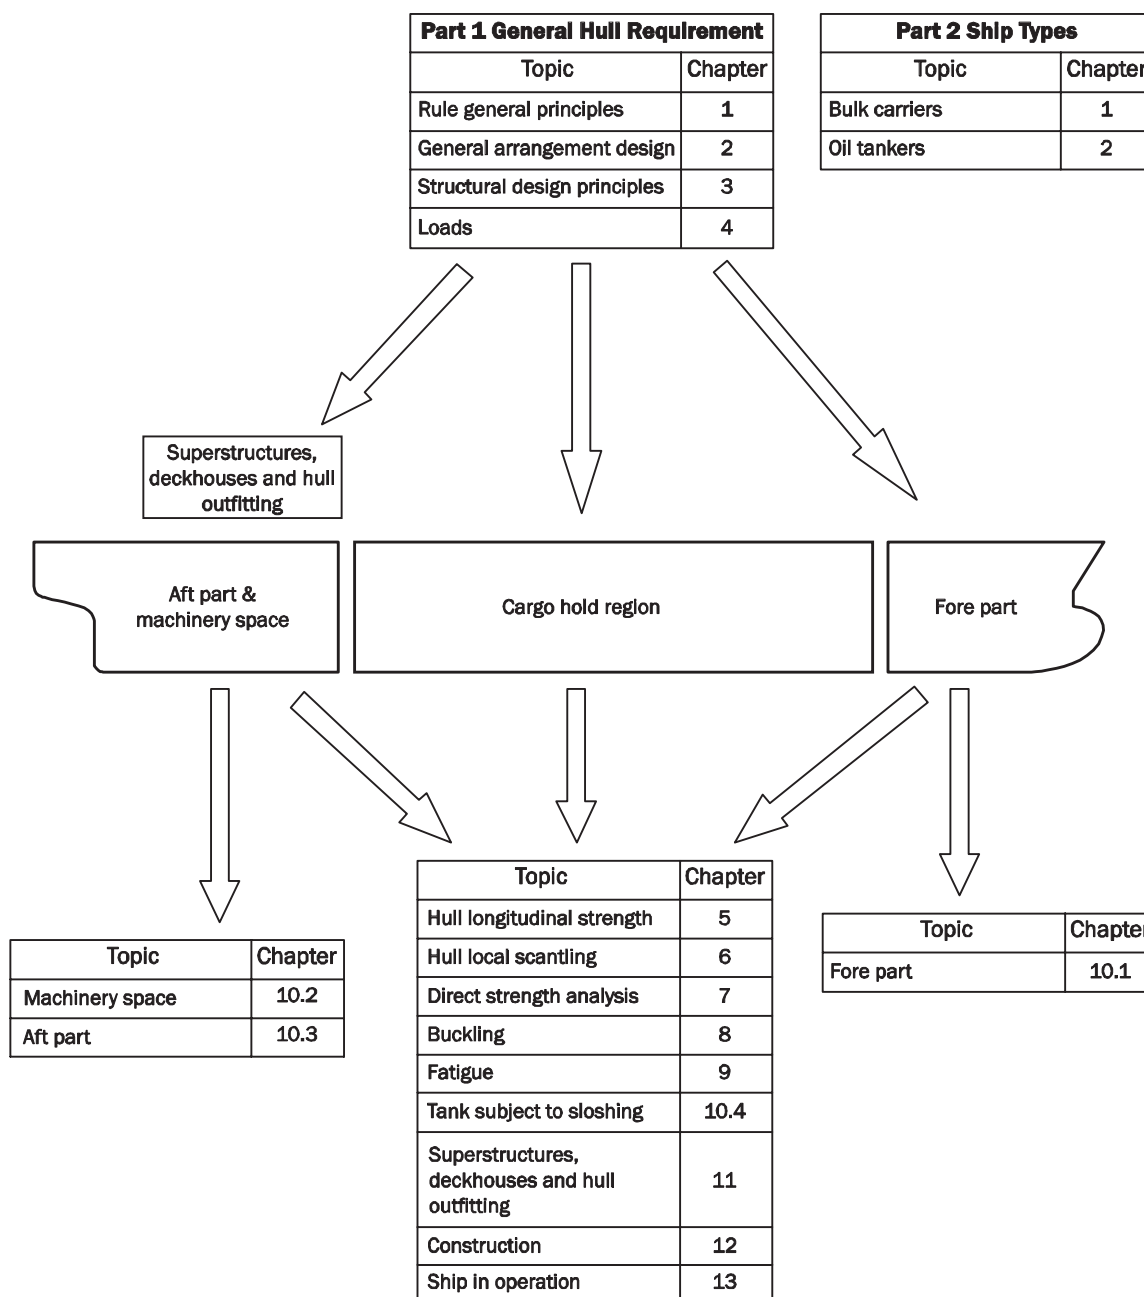 Part 1 General Hull Requirement
Topic Chapter
Rule general principles 1
General arrangement design 2
Structural design principles 3
Loads 4
Part 2 Ship Types
Topic Chapter
Bulk carriers 1
Oil tankers 2
Superstructures,
deckhouses and hull
outfitting
Aft part &
machinery space
Cargo hold region
Fore part
Topic Chapter
Machinery space 10.2
Aft part 10.3
Topic Chapter
Hull longitudinal strength 5
Hull local scantling 6
Direct strength analysis 7
Buckling 8
Fatigue 9
Tank subject to sloshing 10.4
Superstructures,
deckhouses and hull
outfitting
11
Construction 12
Ship in operation 13
Topic Chapter
Fore part 10.1